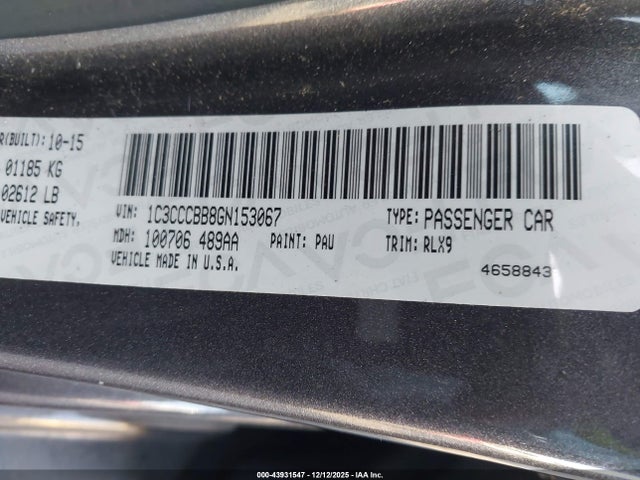 R(BUILT): 10-15
01185 KG
02612 LB
VEHICLE SAFETY,
VIN: 1C3CCCBB8GN153067
TYPE: PASSENGER CAR
MDH: 100706 489AA
PAINT: PAU
TRIM: RLX9
VEHICLE MADE IN U.S.A.
4658843
000-43931547 - 12/12/2025 - IAA Inc.